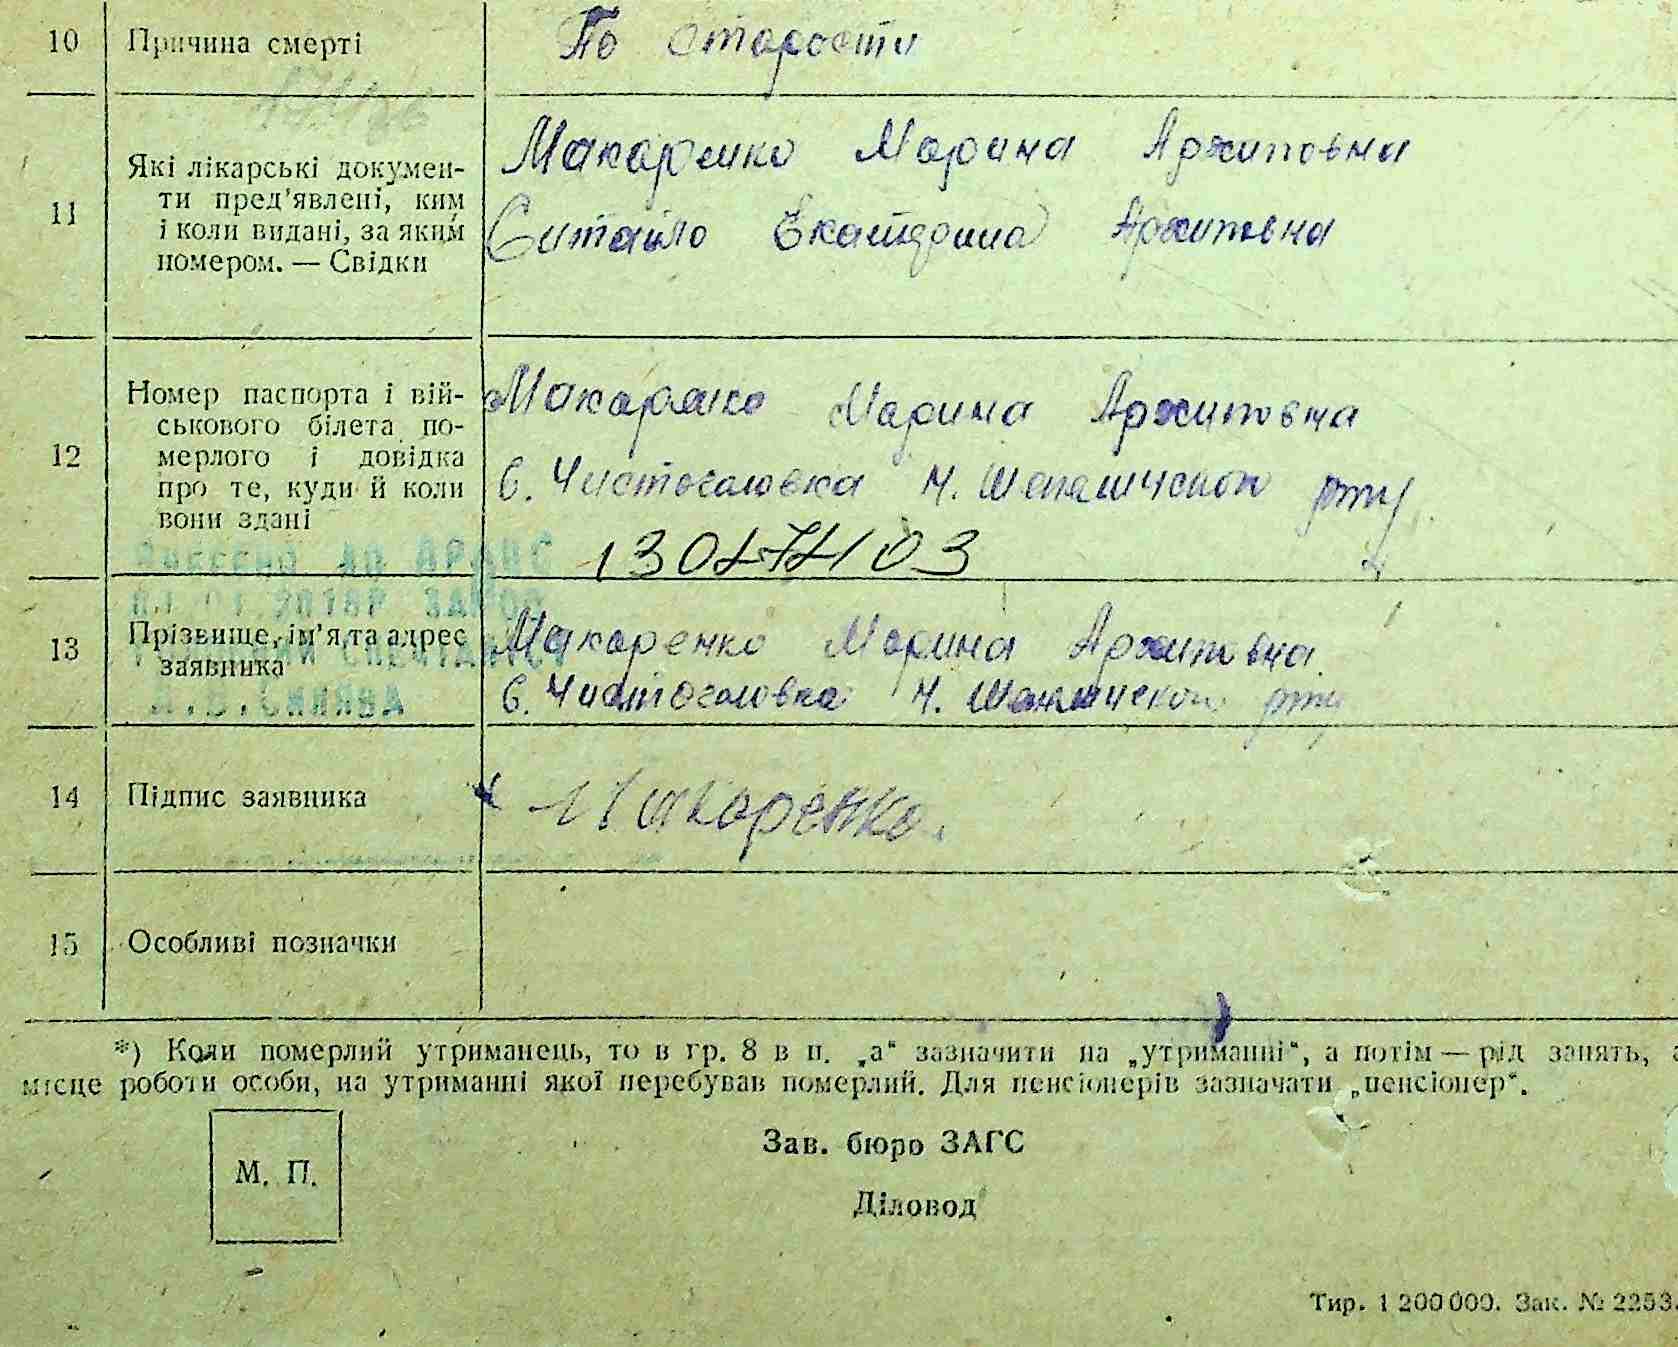 10 Причина смерті По старости
11 Які лікарські докумен-
ти пред'явлені, ким
і коли видані, за яким
номером. — Свідки
Макаренко Марина Архиповна
Ситайло Екатерина Архиповна
12 Номер паспорта і вій-
ськового білета по-
мерлого і довідка
про те, куди й коли
вони здані
Макаренко Марина Архиповна
С. Чистоголовка Ч. Шепеличского р-ну
13 Прізвище, ім'я та адрес
заявника
Макаренко Марина Архиповна
С. Чистоголовка Ч. Шепеличского р-ну
14 Підпис заявника Макаренко.
15 Особливі позначки
*) Коли померлий утриманець, то в гр. 8 в п. „а“ зазначити на „утриманні“, а потім — рід занять,
місце роботи особи, на утриманні якої перебував померлий. Для пенсіонерів зазначати „пенсіонер“.
М. П.
Зав. бюро ЗАГС
Діловод
Тир. 1 200 000. Зак. № 2253.